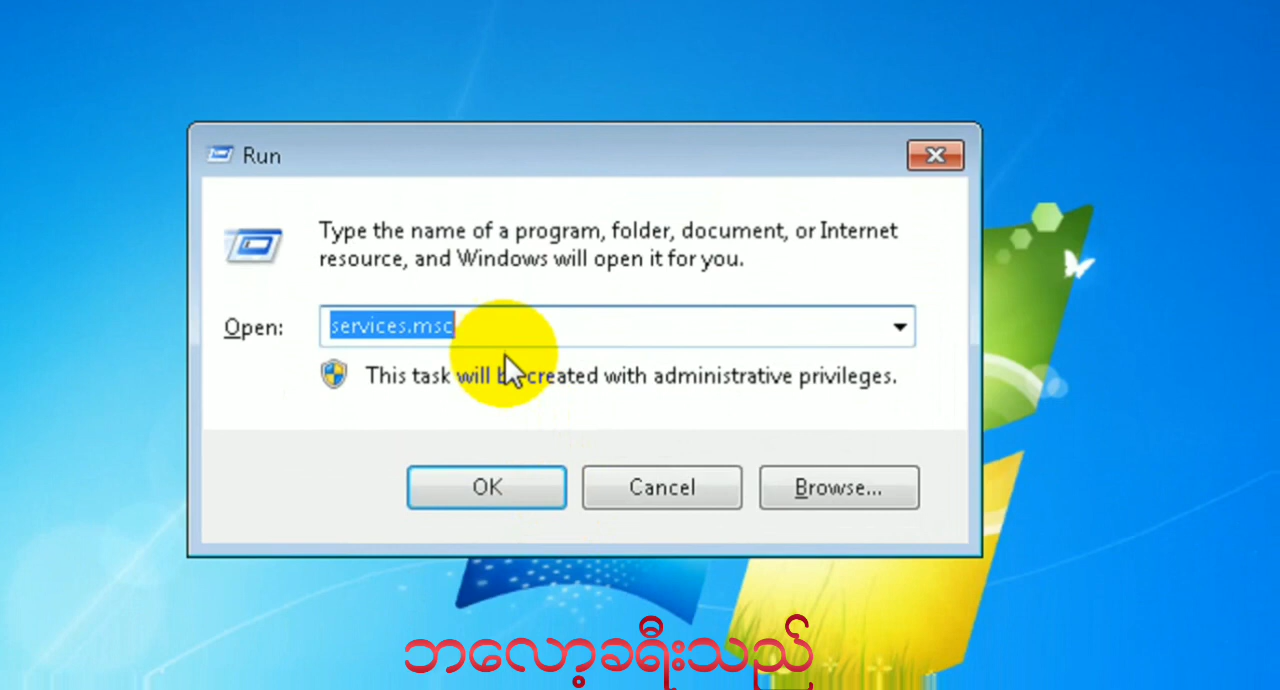 Run
Type the name of a program, folder, document, or Internet
resource, and Windows will open it for you.
Open: services.msc
This task will be created with administrative privileges.
OK Cancel Browse...
ဘလော့ခရီးသည်